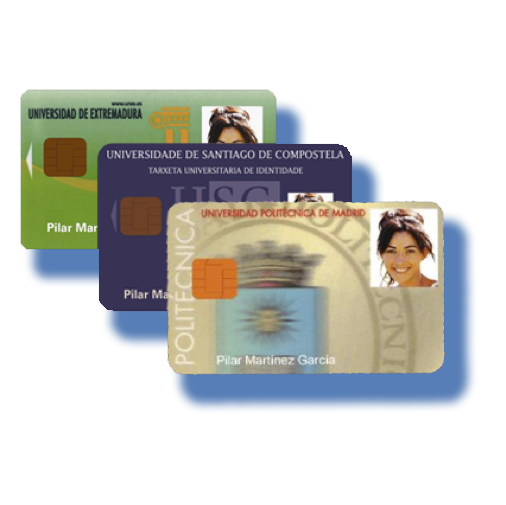 www.unex.es
UNIVERSIDAD DE EXTREMADURA
Pilar Mar
UNIVERSIDADE DE SANTIAGO DE COMPOSTELA
TARXETA UNIVERSITARIA DE IDENTIDADE
USC
Pilar Ma
UNIVERSIDAD POLITÉCNICA DE MADRID
POLITÉCNICA
Pilar Martinez García